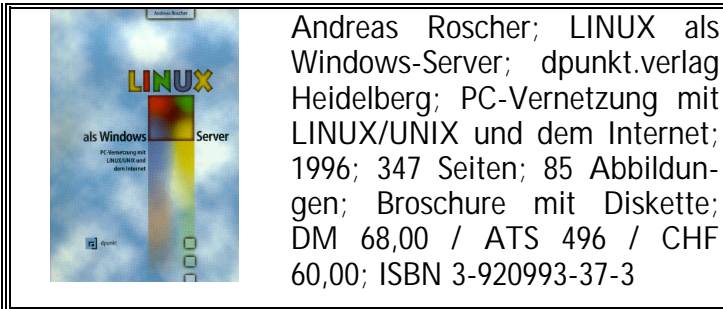 Andreas Roscher
LINUX
als Windows Server
PC-Vernetzung mit
LINUX/UNIX und
dem Internet
dpunkt
Andreas Roscher; LINUX als
Windows-Server; dpunkt.verlag
Heidelberg; PC-Vernetzung mit
LINUX/UNIX und dem Internet;
1996; 347 Seiten; 85 Abbildun-
gen; Broschure mit Diskette;
DM 68,00 / ATS 496 / CHF
60,00; ISBN 3-920993-37-3